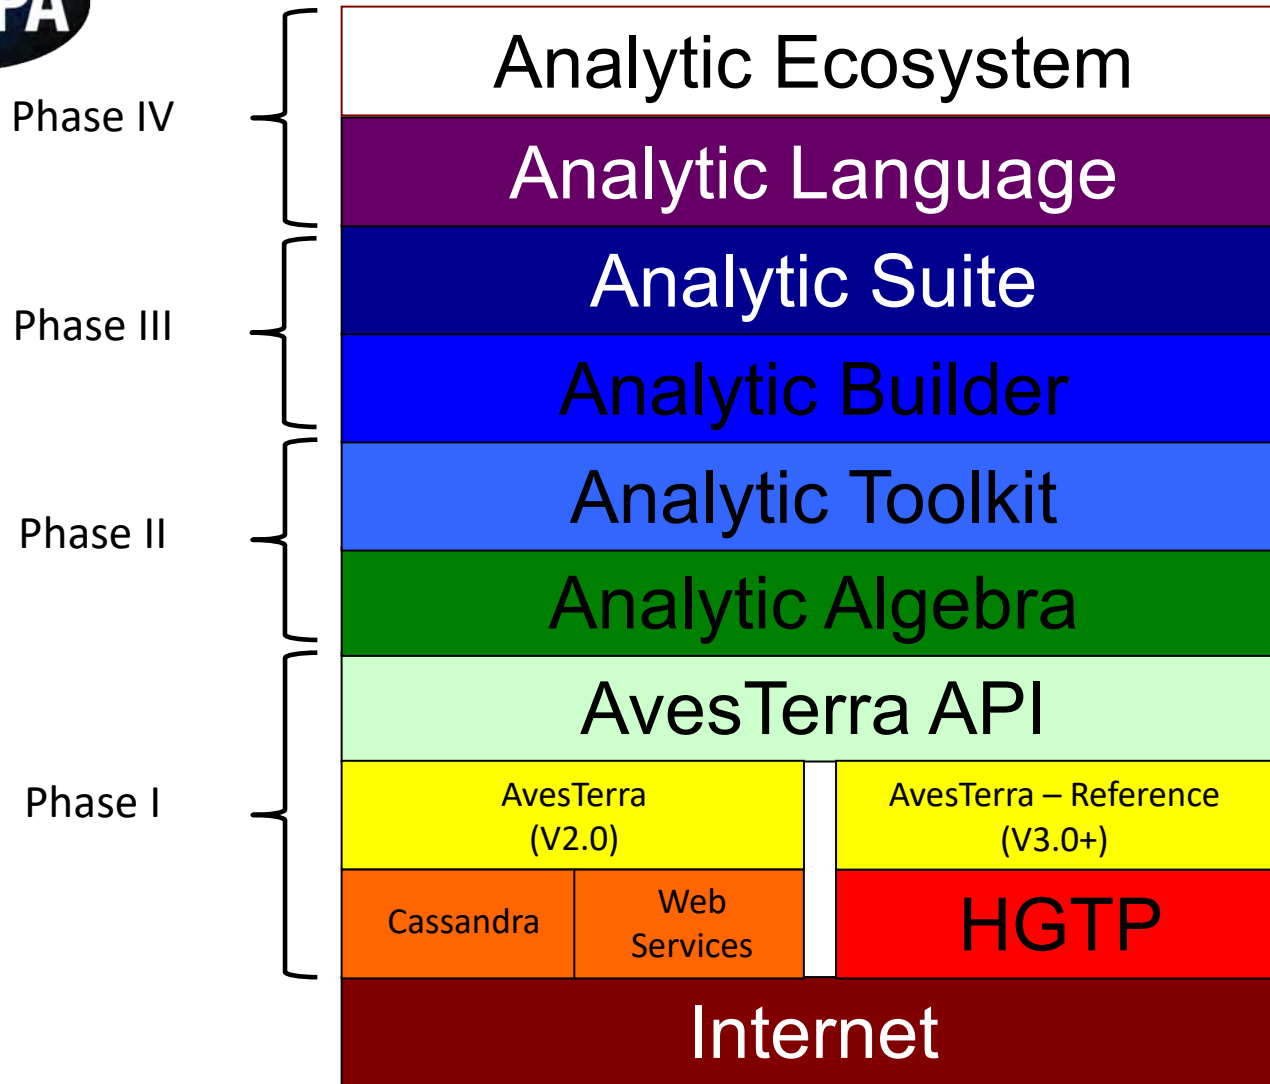 PA
Analytic Ecosystem
Phase IV
Analytic Language
Analytic Suite
Phase III
Analytic Builder
Analytic Toolkit
Phase II
Analytic Algebra
AvesTerra API
Phase I
AvesTerra
(V2.0)
AvesTerra – Reference
(V3.0+)
Cassandra
Web
Services
HGTP
Internet